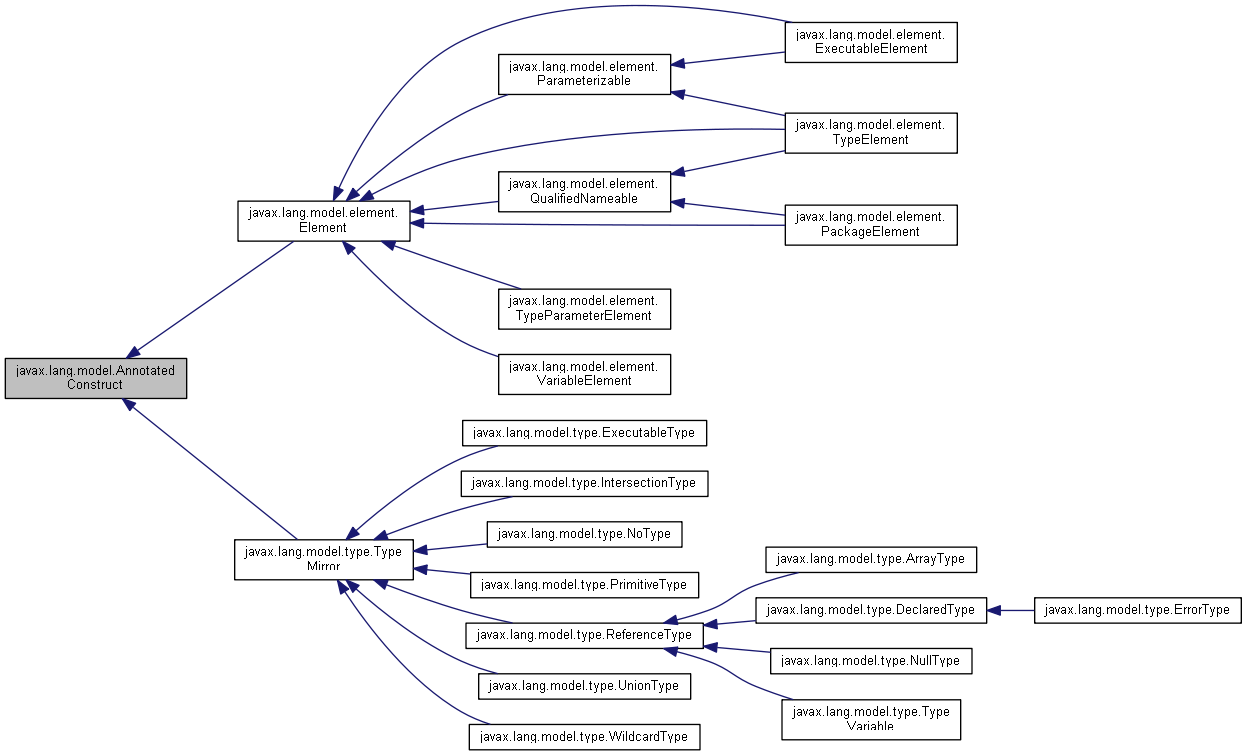 javax.lang.model.element.
ExecutableElement
javax.lang.model.element.
Parameterizable
javax.lang.model.element.
TypeElement
javax.lang.model.element.
QualifiedNameable
javax.lang.model.element.
Element
javax.lang.model.element.
PackageElement
javax.lang.model.element.
TypeParameterElement
javax.lang.model.element.
VariableElement
javax.lang.model.Annotated
Construct
javax.lang.model.type.ExecutableType
javax.lang.model.type.IntersectionType
javax.lang.model.type.NoType
javax.lang.model.type.Type
Mirror
javax.lang.model.type.PrimitiveType
javax.lang.model.type.ArrayType
javax.lang.model.type.DeclaredType
javax.lang.model.type.ErrorType
javax.lang.model.type.ReferenceType
javax.lang.model.type.NullType
javax.lang.model.type.UnionType
javax.lang.model.type.Type
Variable
javax.lang.model.type.WildcardType